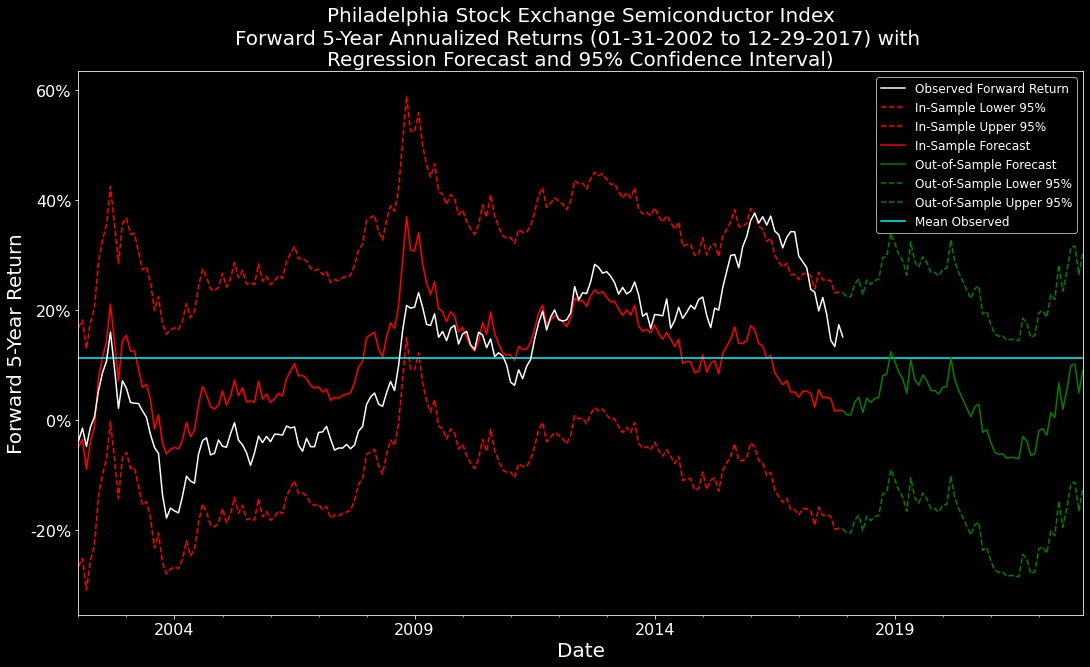 Philadelphia Stock Exchange Semiconductor Index
Forward 5-Year Annualized Returns (01-31-2002 to 12-29-2017) with
Regression Forecast and 95% Confidence Interval)
Observed Forward Return
In-Sample Lower 95%
In-Sample Upper 95%
In-Sample Forecast
Out-of-Sample Forecast
Out-of-Sample Lower 95%
Out-of-Sample Upper 95%
Mean Observed
Forward 5-Year Return
60%
40%
20%
0%
-20%
2004
2009
2014
2019
Date